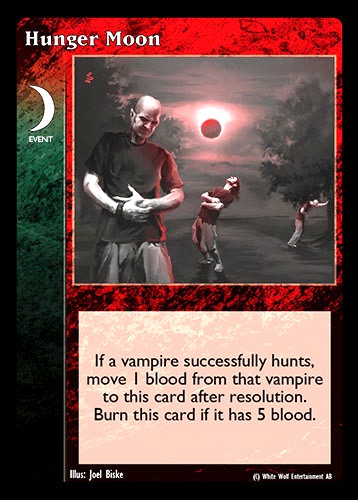 Hunger Moon
EVENT
If a vampire successfully hunts,
move 1 blood from that vampire
to this card after resolution.
Burn this card if it has 5 blood.
Illus: Joel Biske
(C) White Wolf Entertainment AB